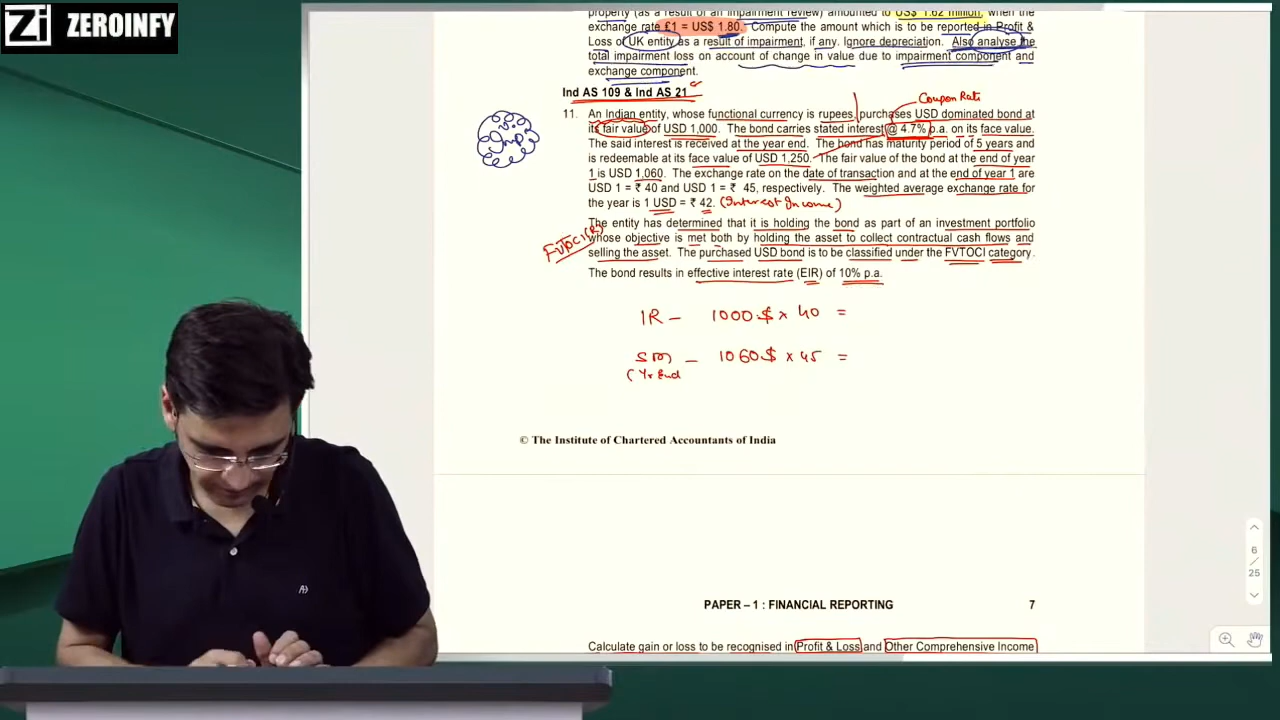 Zi ZEROINFY
property (as a result of an impairment review) amounted to US$ 1.62 million, when the
exchange rate £1 = US$ 1.80. Compute the amount which is to be reported in Profit &
Loss of UK entity as a result of impairment, if any. Ignore depreciation. Also analyse the
total impairment loss on account of change in value due to impairment component and
exchange component.
Ind AS 109 & Ind AS 21
Coupon Rate
11. An Indian entity, whose functional currency is rupees, purchases USD dominated bond at
its fair value of USD 1,000. The bond carries stated interest @ 4.7% p.a. on its face value.
The said interest is received at the year end. The bond has maturity period of 5 years and
is redeemable at its face value of USD 1,250. The fair value of the bond at the end of year
1 is USD 1,060. The exchange rate on the date of transaction and at the end of year 1 are
USD 1 = ₹ 40 and USD 1 = ₹ 45, respectively. The weighted average exchange rate for
the year is 1 USD = ₹ 42. (Interest Income)
The entity has determined that it is holding the bond as part of an investment portfolio
whose objective is met both by holding the asset to collect contractual cash flows and
selling the asset. The purchased USD bond is to be classified under the FVTOCI category.
The bond results in effective interest rate (EIR) of 10% p.a.
V. Imp
FVTOCI (R)
IR - 1000$ × 40 =
SM - 1060$ × 45 =
(Yr End
© The Institute of Chartered Accountants of India
6
/
25
PAPER – 1 : FINANCIAL REPORTING 7
Calculate gain or loss to be recognised in Profit & Loss and Other Comprehensive Income